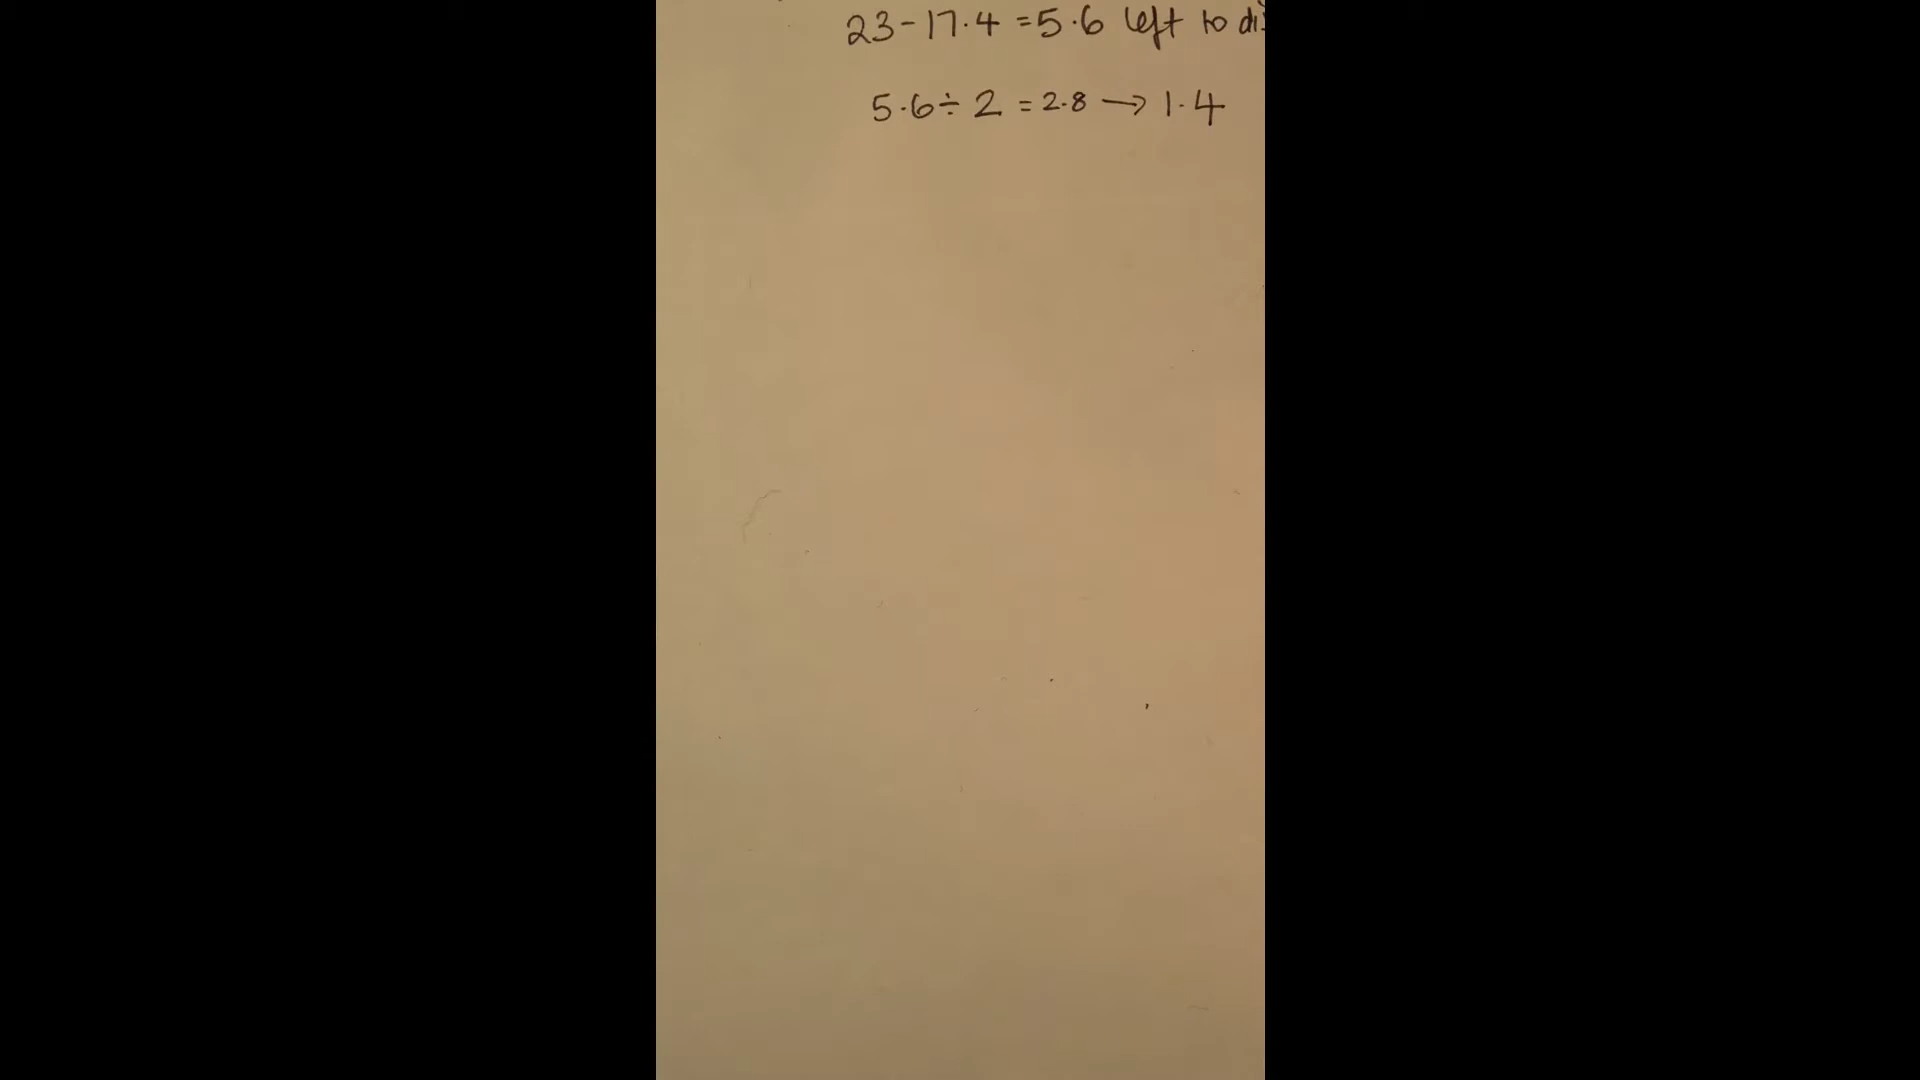 23-17.4 =5.6 left to
5.6÷ 2 = 2.8 → 1.4